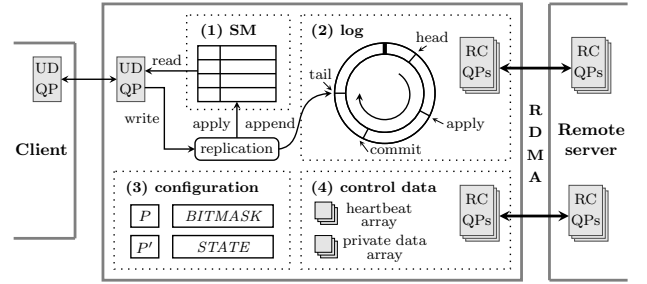 Client
UD
QP
UD
QP
read
write
(1) SM
apply
append
replication
(2) log
head
tail
apply
commit
RC
QPs
RC
QPs
R
D
M
A
Remote
server
(3) configuration
P
BITMASK
P'
STATE
(4) control data
heartbeat
array
private data
array
RC
QPs
RC
QPs